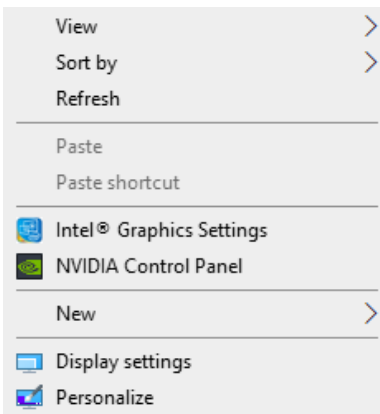 View
Sort by
Refresh
Paste
Paste shortcut
Intel® Graphics Settings
NVIDIA Control Panel
New
Display settings
Personalize